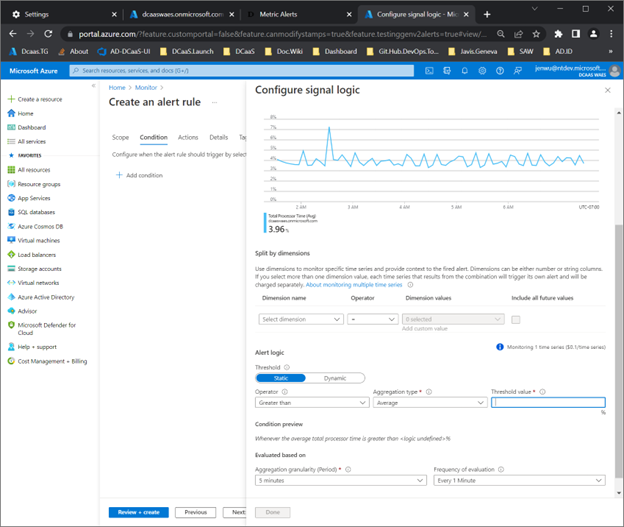 Settings
dcaaswaes.onmicrosoft.com
Metric Alerts
Configure signal logic - Mic
portal.azure.com/?feature.customportal=false&feature.canmodifystamps=true&feature.testinggenv2alerts=true#view/...
Dcaas.TG
About
AD-DCaaS-UI
DCaaS.Launch
DCaaS
Doc.Wiki
Dashboard
Git.Hub.DevOps.To...
Javis.Geneva
SAW
AD.ID
Microsoft Azure
Search resources, services, and docs (G+/)
jenwu@ntdev.microsoft....
DCAAS WAES
Create a resource
Home
Dashboard
All services
FAVORITES
All resources
Resource groups
App Services
SQL databases
Azure Cosmos DB
Virtual machines
Load balancers
Storage accounts
Virtual networks
Azure Active Directory
Advisor
Microsoft Defender for
Cloud
Help + support
Cost Management + Billing
Home > Monitor >
Create an alert rule ...
Scope Condition Actions Details Tag
Configure when the alert rule should trigger by select
+ Add condition
Review + create
Previous
Next:
Configure signal logic
8%
7%
6%
5%
4%
3%
2%
1%
0%
2 AM 3 AM 4 AM 5 AM 6 AM UTC-07:00
Total Processor Time (Avg)
dcaaswaes.onmicrosoft.com
3.96 %
Split by dimensions
Use dimensions to monitor specific time series and provide context to the fired alert. Dimensions can be either number or string columns.
If you select more than one dimension value, each time series that results from the combination will trigger its own alert and will be
charged separately. About monitoring multiple time series
Dimension name Operator Dimension values Include all future values
Select dimension = 0 selected
Add custom value
Monitoring 1 time series ($0.1/time series)
Alert logic
Threshold
Static Dynamic
Operator * Aggregation type * Threshold value *
Greater than Average
%
Condition preview
Whenever the average total processor time is greater than <logic undefined>%
Evaluated based on
Aggregation granularity (Period) * Frequency of evaluation
5 minutes Every 1 Minute
Done